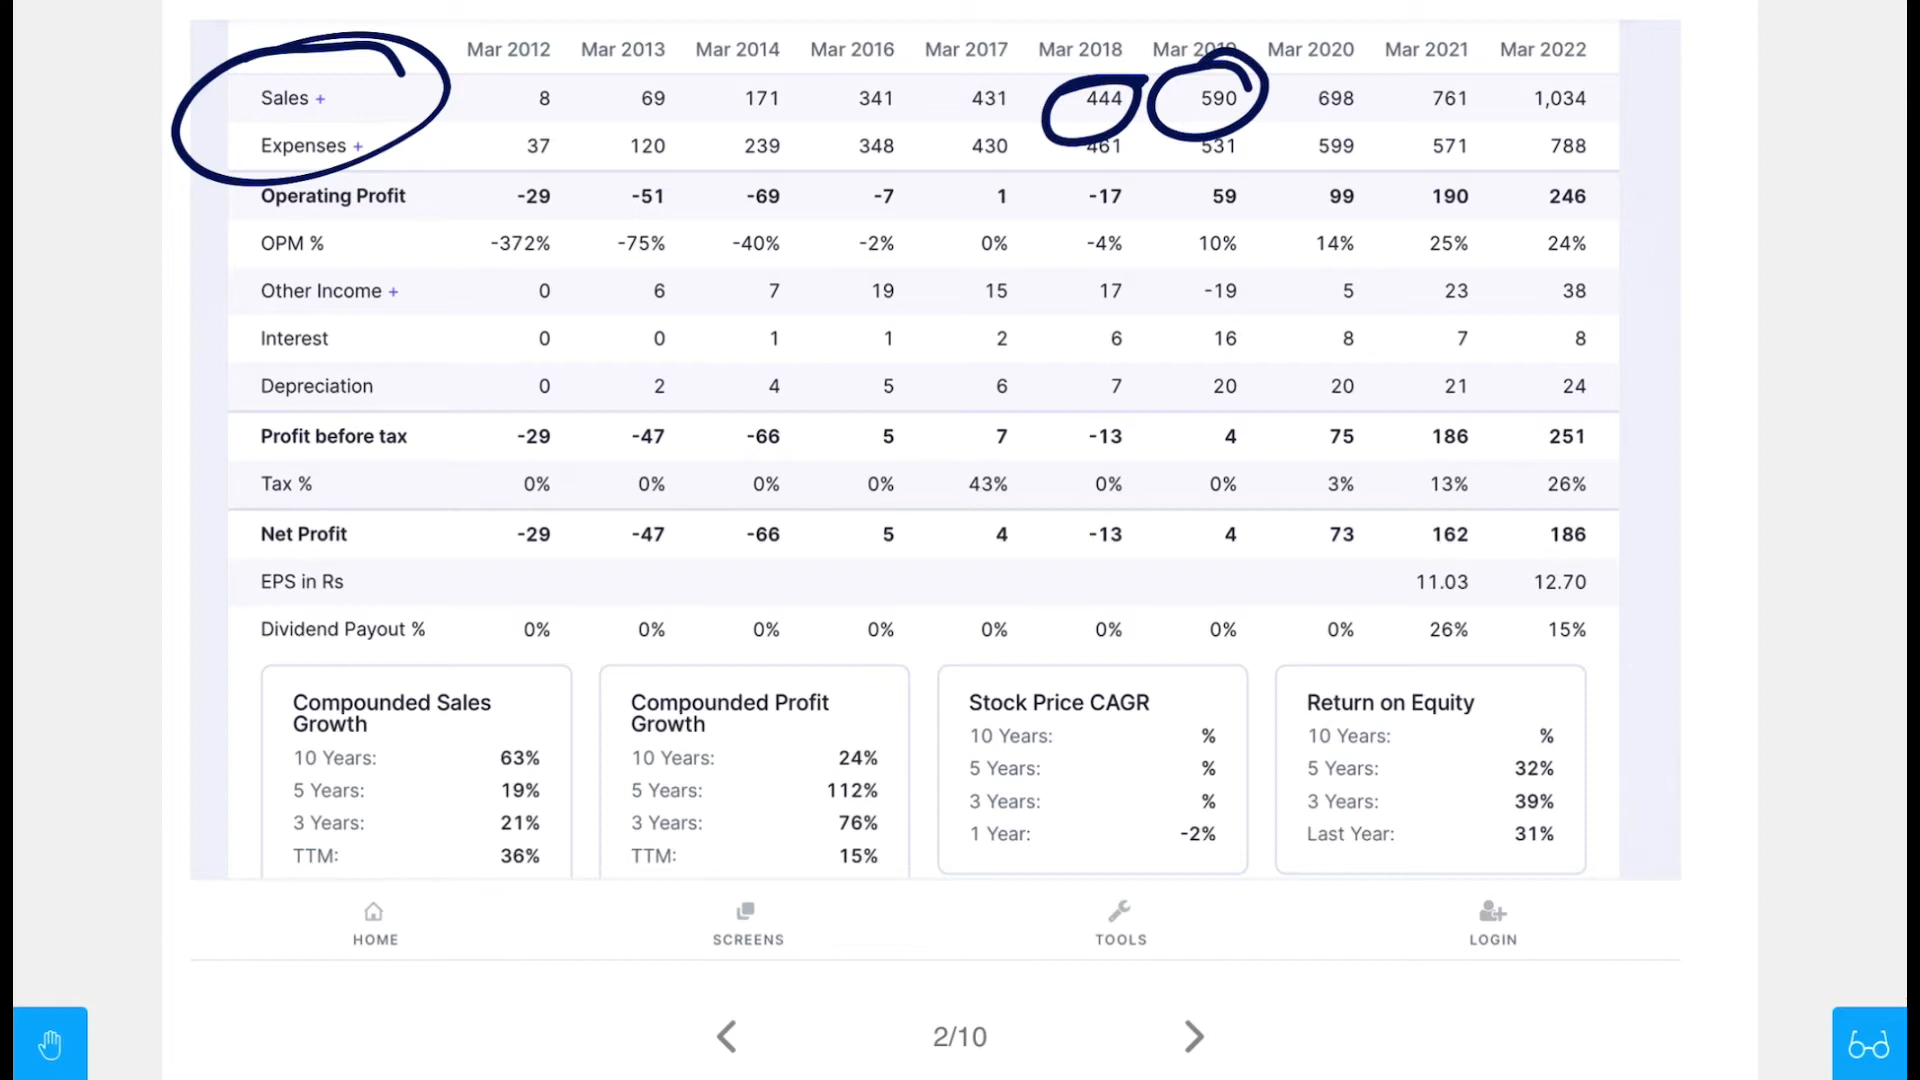 Mar 2012 Mar 2013 Mar 2014 Mar 2016 Mar 2017 Mar 2018 Mar 2019 Mar 2020 Mar 2021 Mar 2022
Sales + 8 69 171 341 431 444 590 698 761 1,034
Expenses + 37 120 239 348 430 461 531 599 571 788
Operating Profit -29 -51 -69 -7 1 -17 59 99 190 246
OPM % -372% -75% -40% -2% 0% -4% 10% 14% 25% 24%
Other Income + 0 6 7 19 15 17 -19 5 23 38
Interest 0 0 1 1 2 6 16 8 7 8
Depreciation 0 2 4 5 6 7 20 20 21 24
Profit before tax -29 -47 -66 5 7 -13 4 75 186 251
Tax % 0% 0% 0% 0% 43% 0% 0% 3% 13% 26%
Net Profit -29 -47 -66 5 4 -13 4 73 162 186
EPS in Rs 11.03 12.70
Dividend Payout % 0% 0% 0% 0% 0% 0% 0% 0% 26% 15%
Compounded Sales
Growth
10 Years: 63%
5 Years: 19%
3 Years: 21%
TTM: 36%
Compounded Profit
Growth
10 Years: 24%
5 Years: 112%
3 Years: 76%
TTM: 15%
Stock Price CAGR
10 Years: %
5 Years: %
3 Years: %
1 Year: -2%
Return on Equity
10 Years: %
5 Years: 32%
3 Years: 39%
Last Year: 31%
HOME SCREENS TOOLS LOGIN
2/10